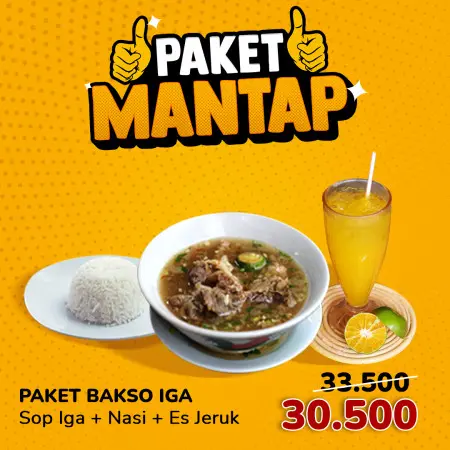 PAKET
MANTAP
PAKET BAKSO IGA
Sop Iga + Nasi + Es Jeruk
33.500
30.500